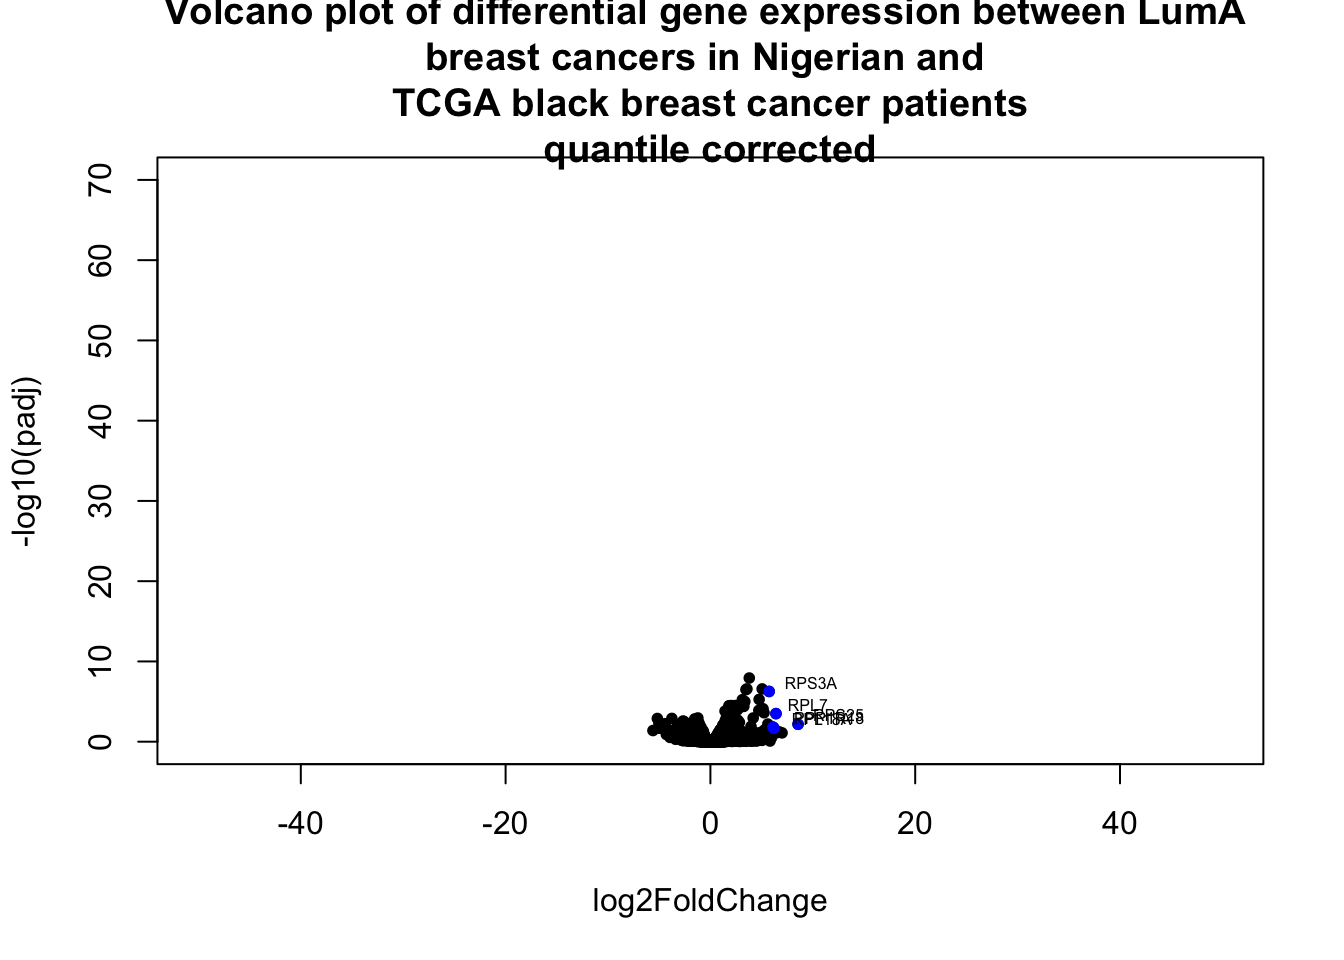 Volcano plot of differential gene expression between LumA
breast cancers in Nigerian and
TCGA black breast cancer patients
quantile corrected
70
60
50
40
30
20
10
0
-log10(padj)
RPS3A
RPL7
-40
-20
0
20
40
log2FoldChange